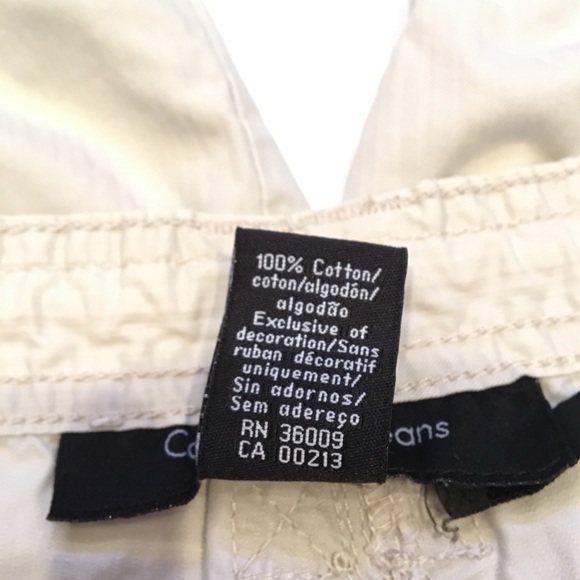 100% Cotton/
coton/algodón/
algodão
Exclusive of
decoration/Sans
ruban décoratif
uniquement/
Sin adornos/
Sem adereço
RN 36009
CA 00213